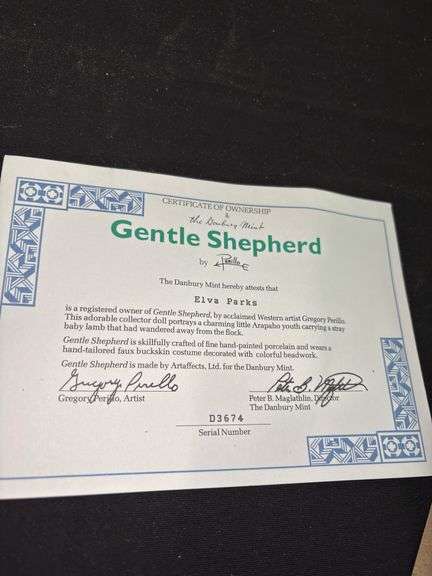 CERTIFICATE OF OWNERSHIP
&
The Danbury Mint
Gentle Shepherd
by Perillo
The Danbury Mint hereby attests that
Elva Parks
is a registered owner of Gentle Shepherd, by acclaimed Western artist Gregory Perillo.
This adorable collector doll portrays a charming little Arapaho youth carrying a stray
baby lamb that had wandered away from the flock.
Gentle Shepherd is skillfully crafted of fine hand-painted porcelain and wears a
hand-tailored faux buckskin costume decorated with colorful beadwork.
Gentle Shepherd is made by Artaffects, Ltd. for the Danbury Mint.
Gregory Perillo
Peter B. Maglathlin
Gregory Perillo, Artist
Peter B. Maglathlin, Director
The Danbury Mint
D3674
Serial Number